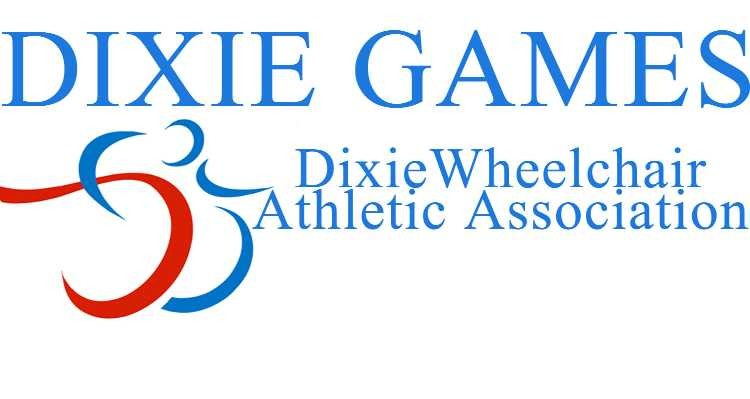 DIXIE GAMES
DixieWheelchair
Athletic Association